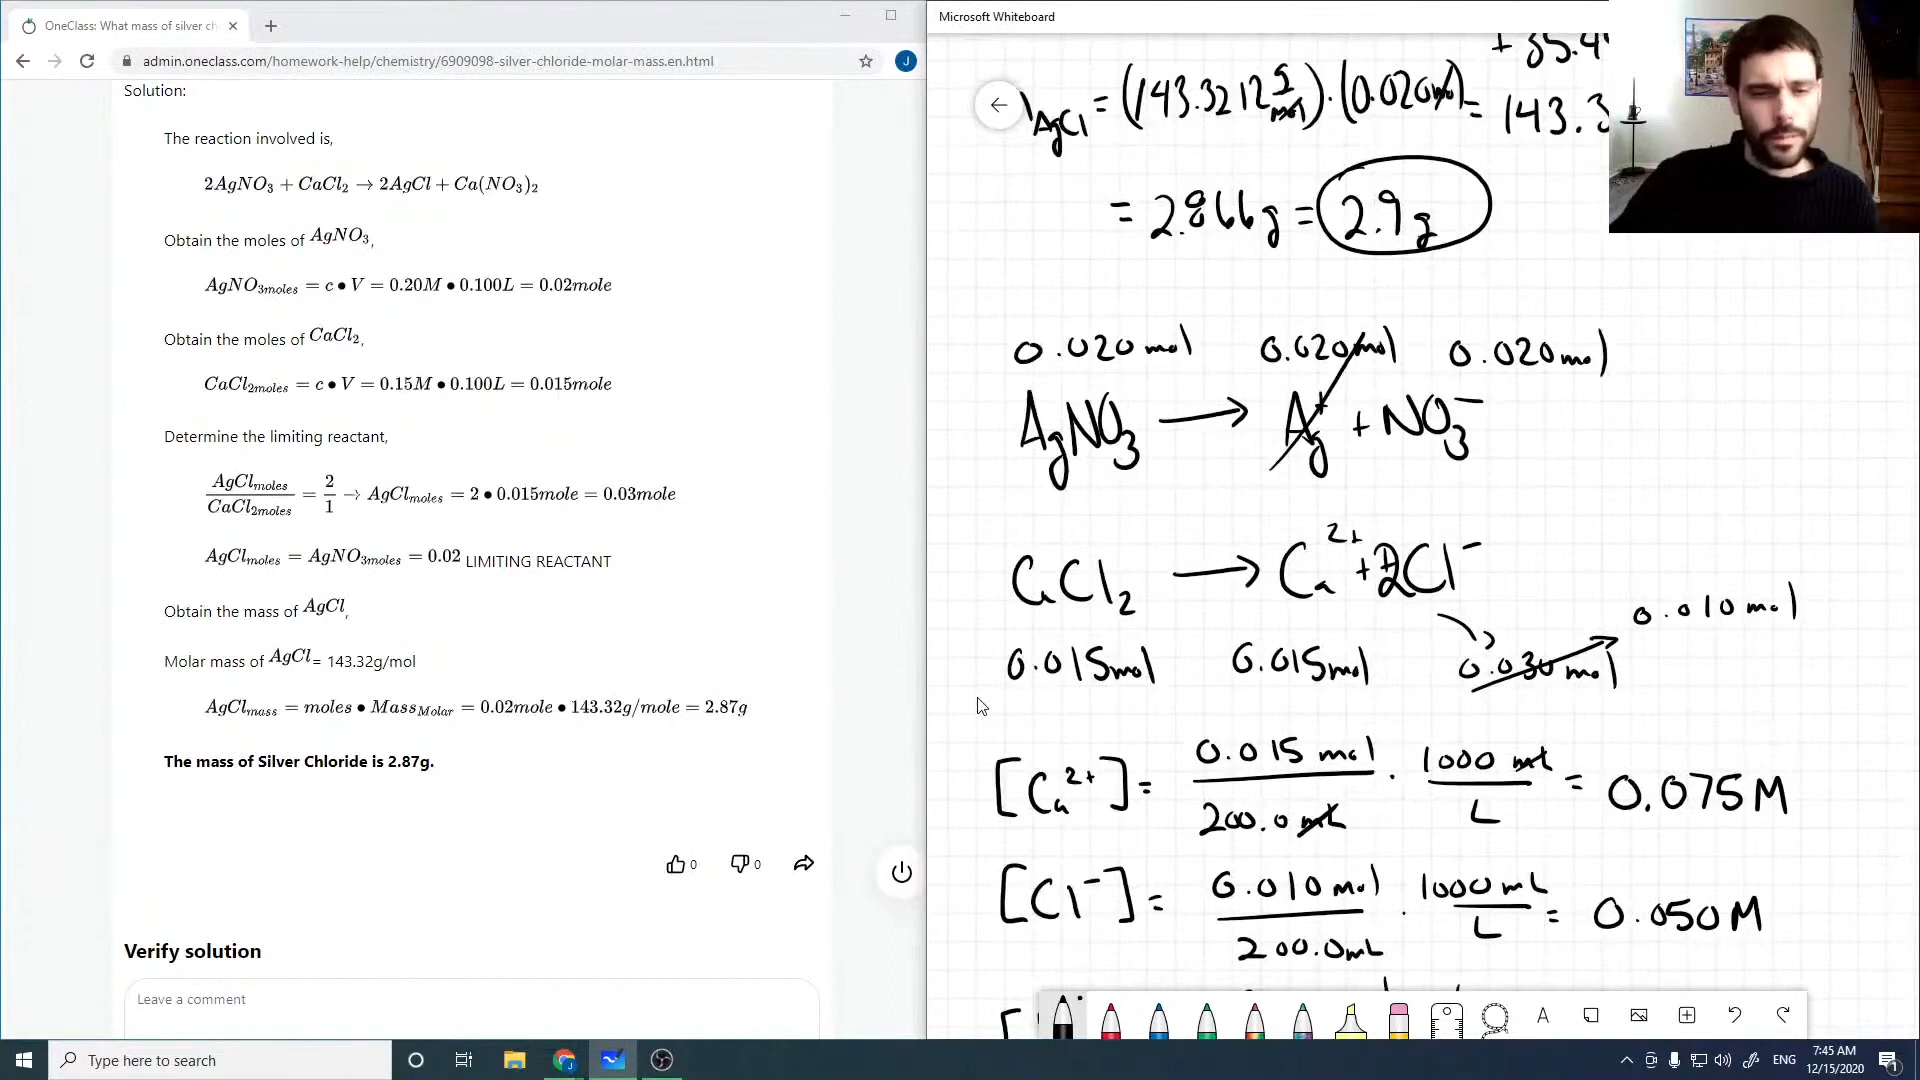 OneClass: What mass of silver ch
admin.oneclass.com/homework-help/chemistry/6909098-silver-chloride-molar-mass.en.html
J
Solution:
The reaction involved is,
2AgNO₃ + CaCl₂ → 2AgCl + Ca(NO₃)₂
Obtain the moles of AgNO₃,
AgNO₃moles = c • V = 0.20M • 0.100L = 0.02mole
Obtain the moles of CaCl₂,
CaCl₂moles = c • V = 0.15M • 0.100L = 0.015mole
Determine the limiting reactant,
AgClmoles / CaCl₂moles = 2/1 → AgClmoles = 2 • 0.015mole = 0.03mole
AgClmoles = AgNO₃moles = 0.02 LIMITING REACTANT
Obtain the mass of AgCl,
Molar mass of AgCl = 143.32g/mol
AgClmass = moles • MassMolar = 0.02mole • 143.32g/mole = 2.87g
The mass of Silver Chloride is 2.87g.
0
0
Verify solution
Leave a comment
Microsoft Whiteboard
+ 35.4
AgCl = (143.3212 g/mol) · (0.020 mol) = 143.3
= 2.866g = 2.9g
0.020 mol 0.020 mol 0.020 mol
AgNO₃ → Ag⁺ + NO₃⁻
CaCl₂ → Ca²⁺ + 2Cl⁻
0.010 mol
0.015 mol 0.015 mol 0.030 mol
[Ca²⁺] = 0.015 mol / 200.0 mL · 1000 mL / L = 0.075 M
[Cl⁻] = 0.010 mol / 200.0 mL · 1000 mL / L = 0.050 M
[
A
Type here to search
ENG
7:45 AM
12/15/2020
1